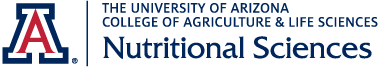 A®
THE UNIVERSITY OF ARIZONA
COLLEGE OF AGRICULTURE & LIFE SCIENCES
Nutritional Sciences